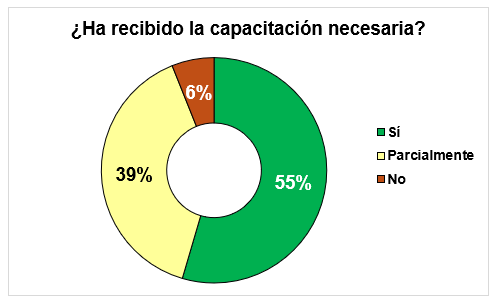 ¿Ha recibido la capacitación necesaria?
6%
39%
55%
Sí
Parcialmente
No